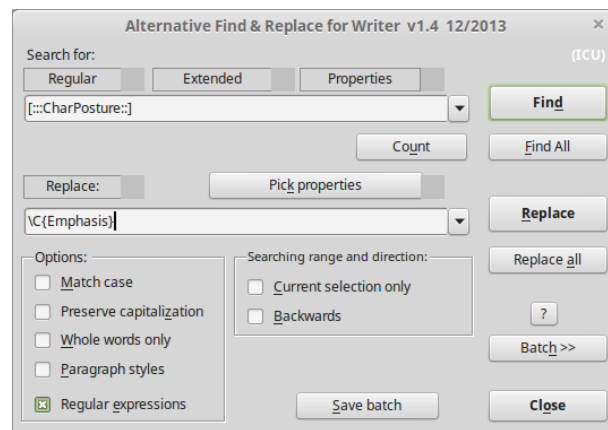 Alternative Find & Replace for Writer v1.4 12/2013 ×
Search for: (ICU)
Regular Extended Properties
[:::CharPosture::] Find
Count Find All
Replace: Pick properties
\C{Emphasis} Replace
Options: Searching range and direction: Replace all
Match case Current selection only
Preserve capitalization Backwards ?
Whole words only
Batch >>
Paragraph styles
Regular expressions Save batch Close